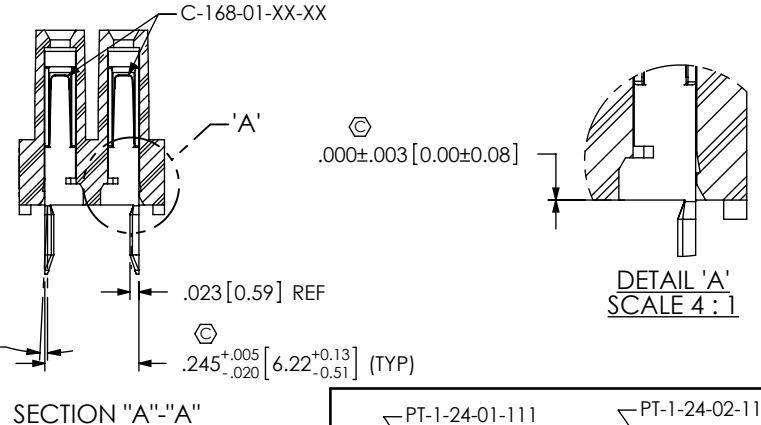 C-168-01-XX-XX
'A'
C
.000±.003 [0.00±0.08]
DETAIL 'A'
SCALE 4 : 1
.023 [0.59] REF
C
.245 +.005 -.020 [6.22 +0.13 -0.51] (TYP)
SECTION "A"-"A"
PT-1-24-01-111
PT-1-24-02-11